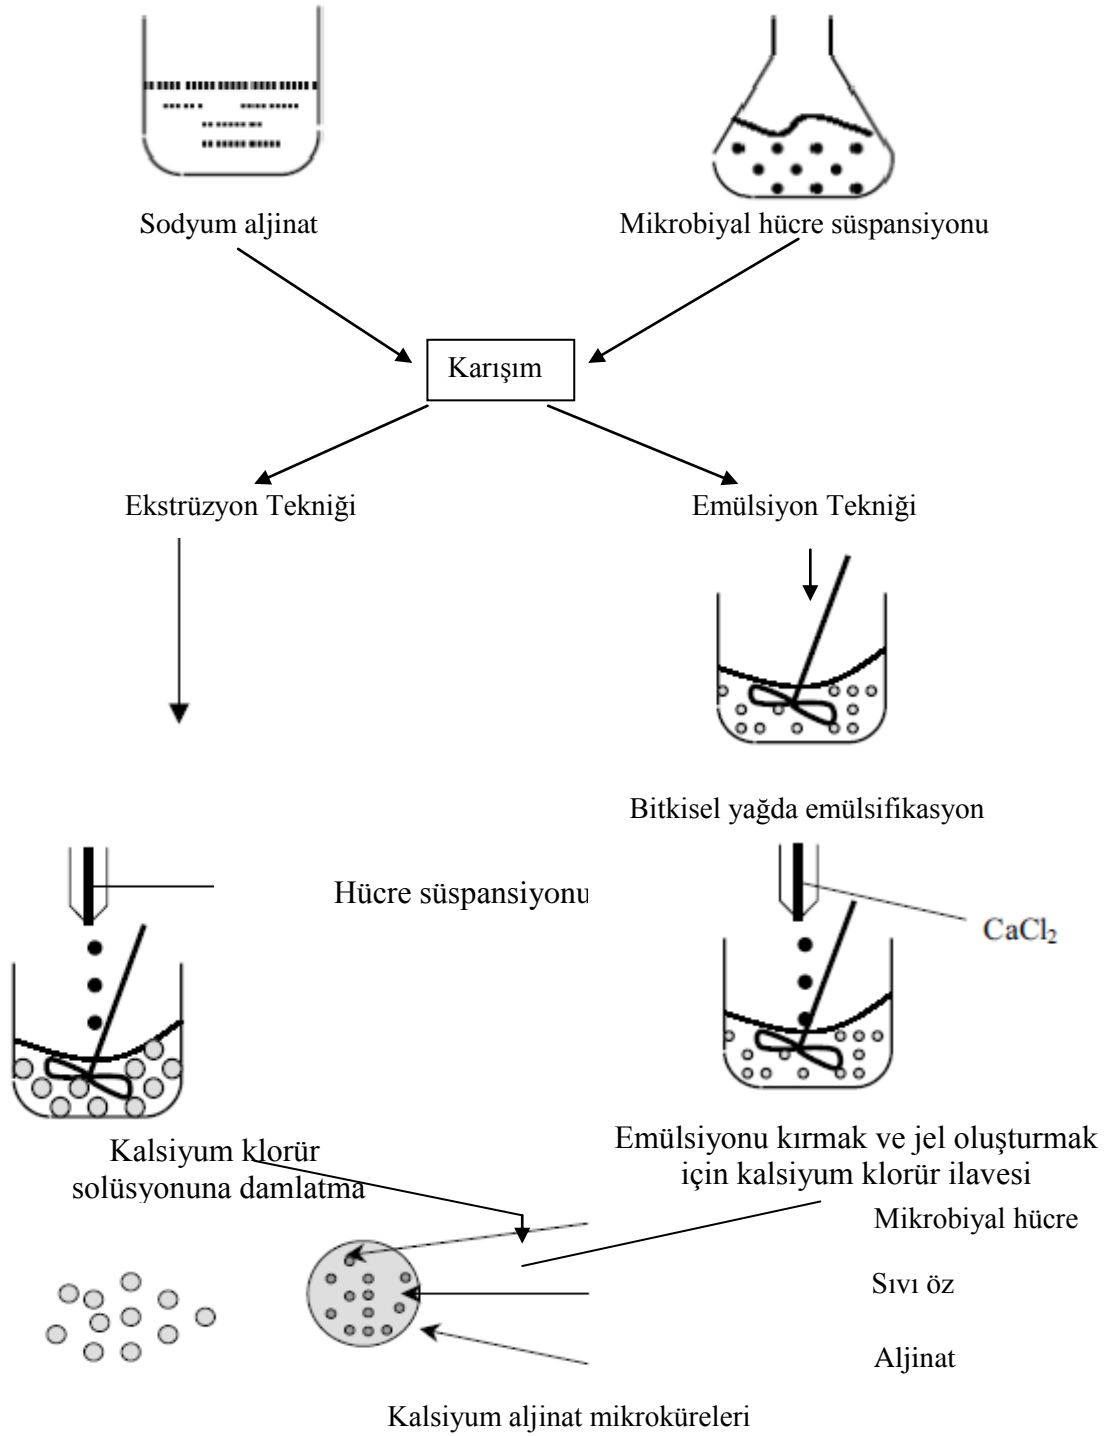 Sodyum aljinat
Mikrobiyal hücre süspansiyonu
Karışım
Ekstrüzyon Tekniği
Emülsiyon Tekniği
Bitkisel yağda emülsifikasyon
Hücre süspansiyonu
CaCl₂
Kalsiyum klorür
solüsyonuna damlatma
Emülsiyonu kırmak ve jel oluşturmak
için kalsiyum klorür ilavesi
Mikrobiyal hücre
Sıvı öz
Aljinat
Kalsiyum aljinat mikroküreleri